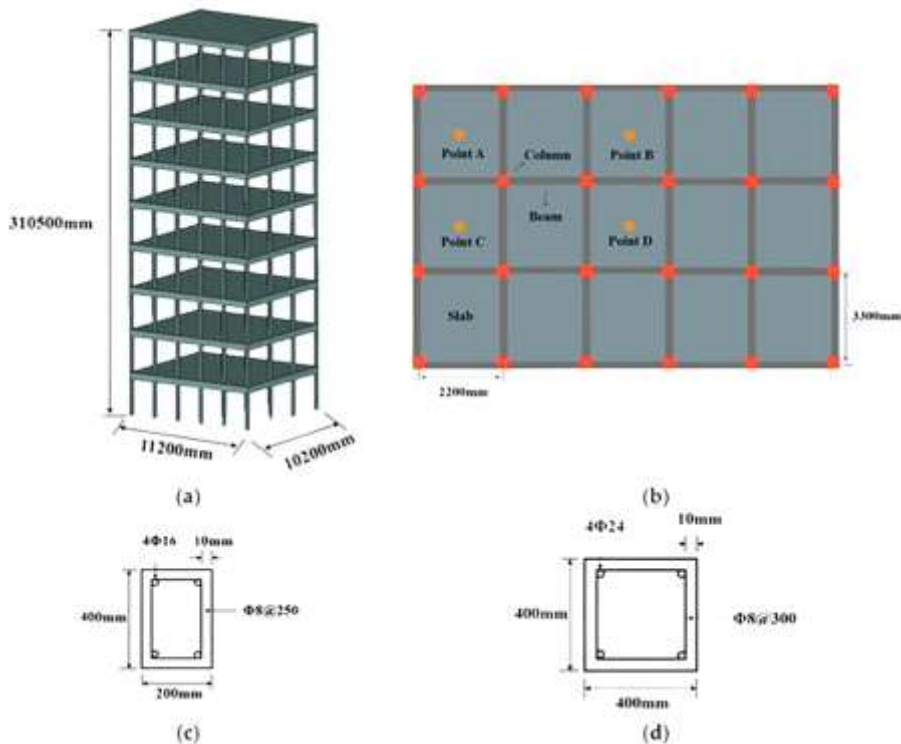 310500mm
11200mm
10200mm
(a)
Point A
Column
Point B
Beam
Point C
Point D
Slab
3300mm
2200mm
(b)
4Φ16
10mm
400mm
Φ8@250
200mm
(c)
4Φ24
10mm
400mm
Φ8@300
400mm
(d)